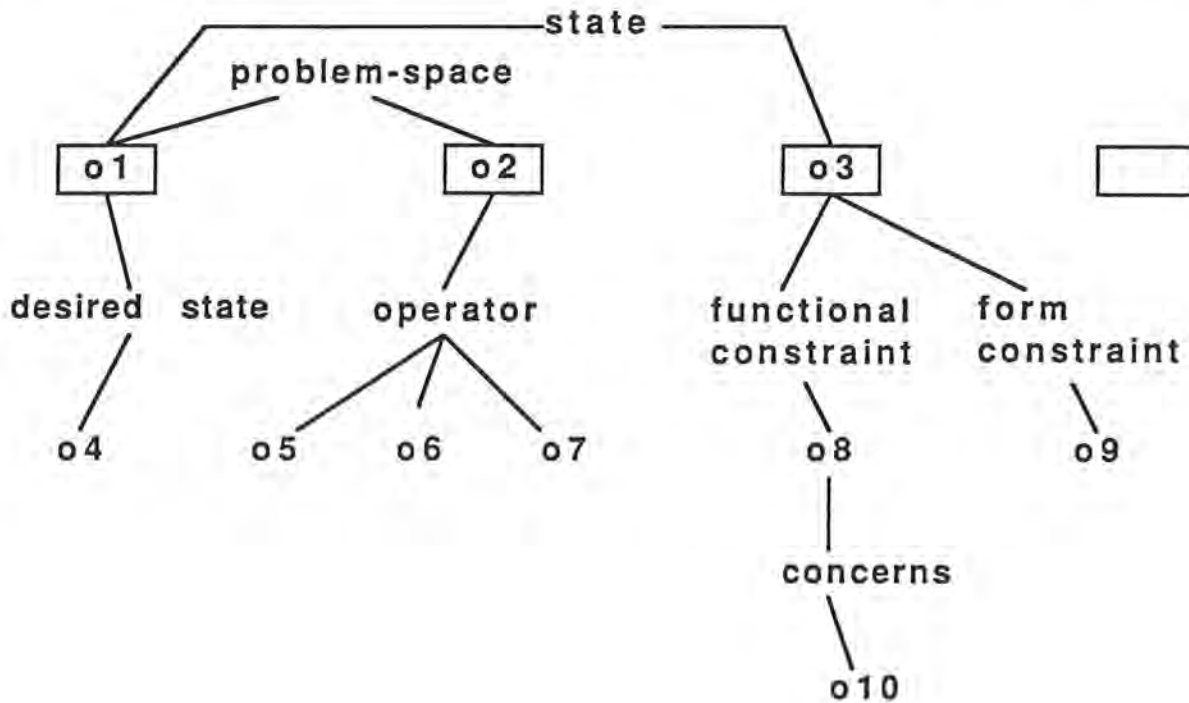 state
problem-space
o1
o2
o3
desired state
operator
functional
constraint
form
constraint
o4
o5
o6
o7
o8
o9
concerns
o10